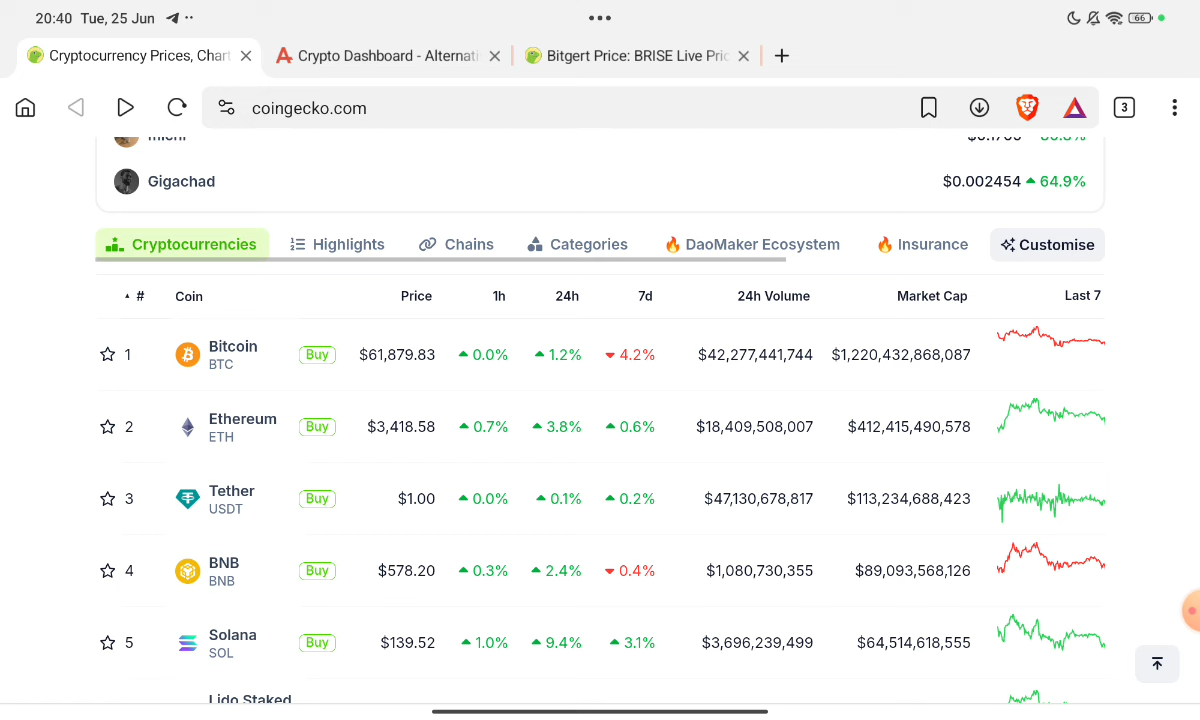 20:40 Tue, 25 Jun
66
Cryptocurrency Prices, Chart
Crypto Dashboard - Alternati
Bitgert Price: BRISE Live Pric
coingecko.com
3
Gigachad $0.002454 64.9%
Cryptocurrencies Highlights Chains Categories DaoMaker Ecosystem Insurance Customise
# Coin Price 1h 24h 7d 24h Volume Market Cap Last 7
1 Bitcoin BTC Buy $61,879.83 0.0% 1.2% 4.2% $42,277,441,744 $1,220,432,868,087
2 Ethereum ETH Buy $3,418.58 0.7% 3.8% 0.6% $18,409,508,007 $412,415,490,578
3 Tether USDT Buy $1.00 0.0% 0.1% 0.2% $47,130,678,817 $113,234,688,423
4 BNB BNB Buy $578.20 0.3% 2.4% 0.4% $1,080,730,355 $89,093,568,126
5 Solana SOL Buy $139.52 1.0% 9.4% 3.1% $3,696,239,499 $64,514,618,555
Lido Staked